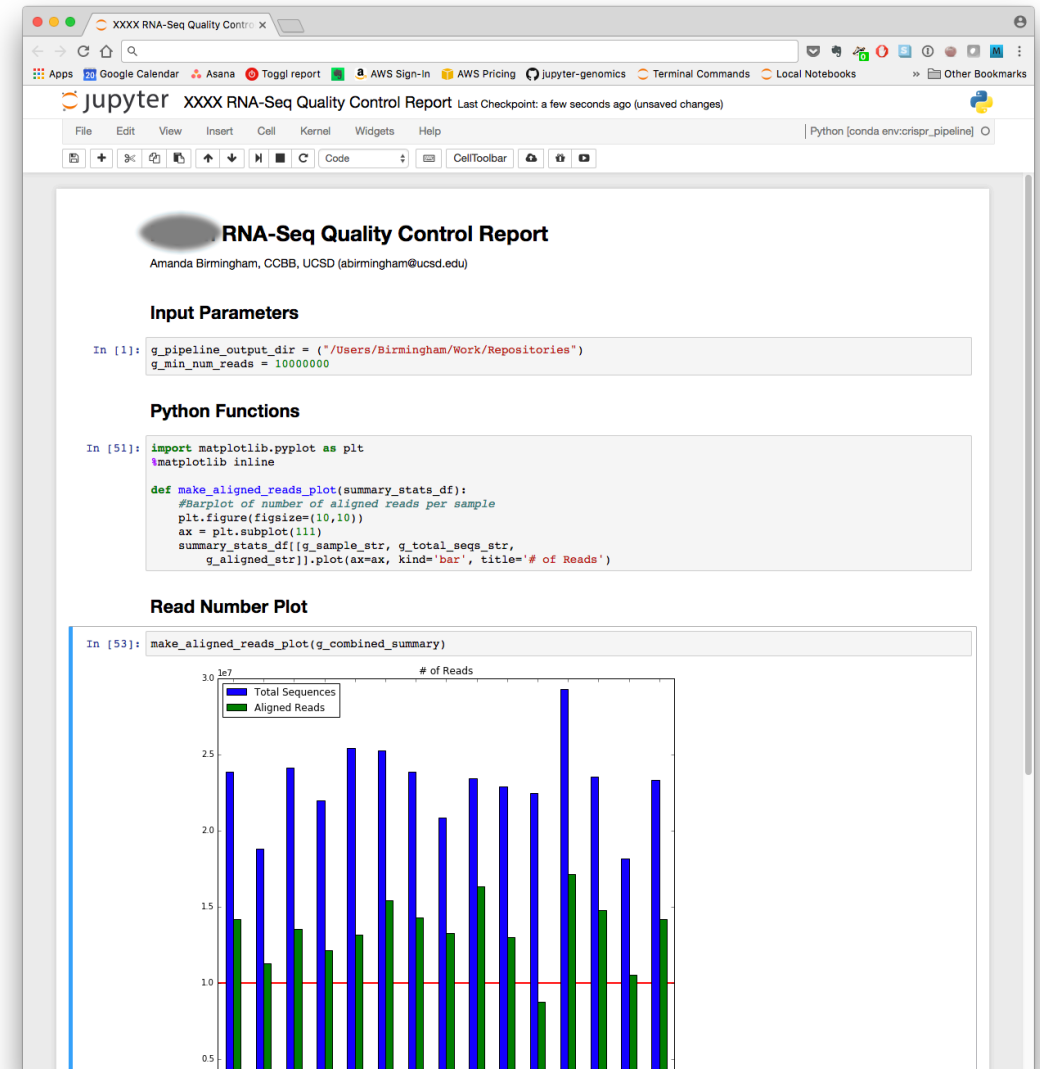 XXXX RNA-Seq Quality Contro
Apps 20 Google Calendar Asana Toggl report a AWS Sign-In AWS Pricing jupyter-genomics Terminal Commands Local Notebooks » Other Bookmarks
jupyter XXXX RNA-Seq Quality Control Report Last Checkpoint: a few seconds ago (unsaved changes)
File Edit View Insert Cell Kernel Widgets Help Python [conda env:crispr_pipeline]
Code CellToolbar
RNA-Seq Quality Control Report
Amanda Birmingham, CCBB, UCSD (abirmingham@ucsd.edu)
Input Parameters
In [1]: g_pipeline_output_dir = ("/Users/Birmingham/Work/Repositories")
g_min_num_reads = 10000000
Python Functions
In [51]: import matplotlib.pyplot as plt
%matplotlib inline
def make_aligned_reads_plot(summary_stats_df):
#Barplot of number of aligned reads per sample
plt.figure(figsize=(10,10))
ax = plt.subplot(111)
summary_stats_df[[g_sample_str, g_total_seqs_str,
g_aligned_str]].plot(ax=ax, kind='bar', title='# of Reads')
Read Number Plot
In [53]: make_aligned_reads_plot(g_combined_summary)
# of Reads
3.0 1e7
Total Sequences
Aligned Reads
2.5
2.0
1.5
1.0
0.5